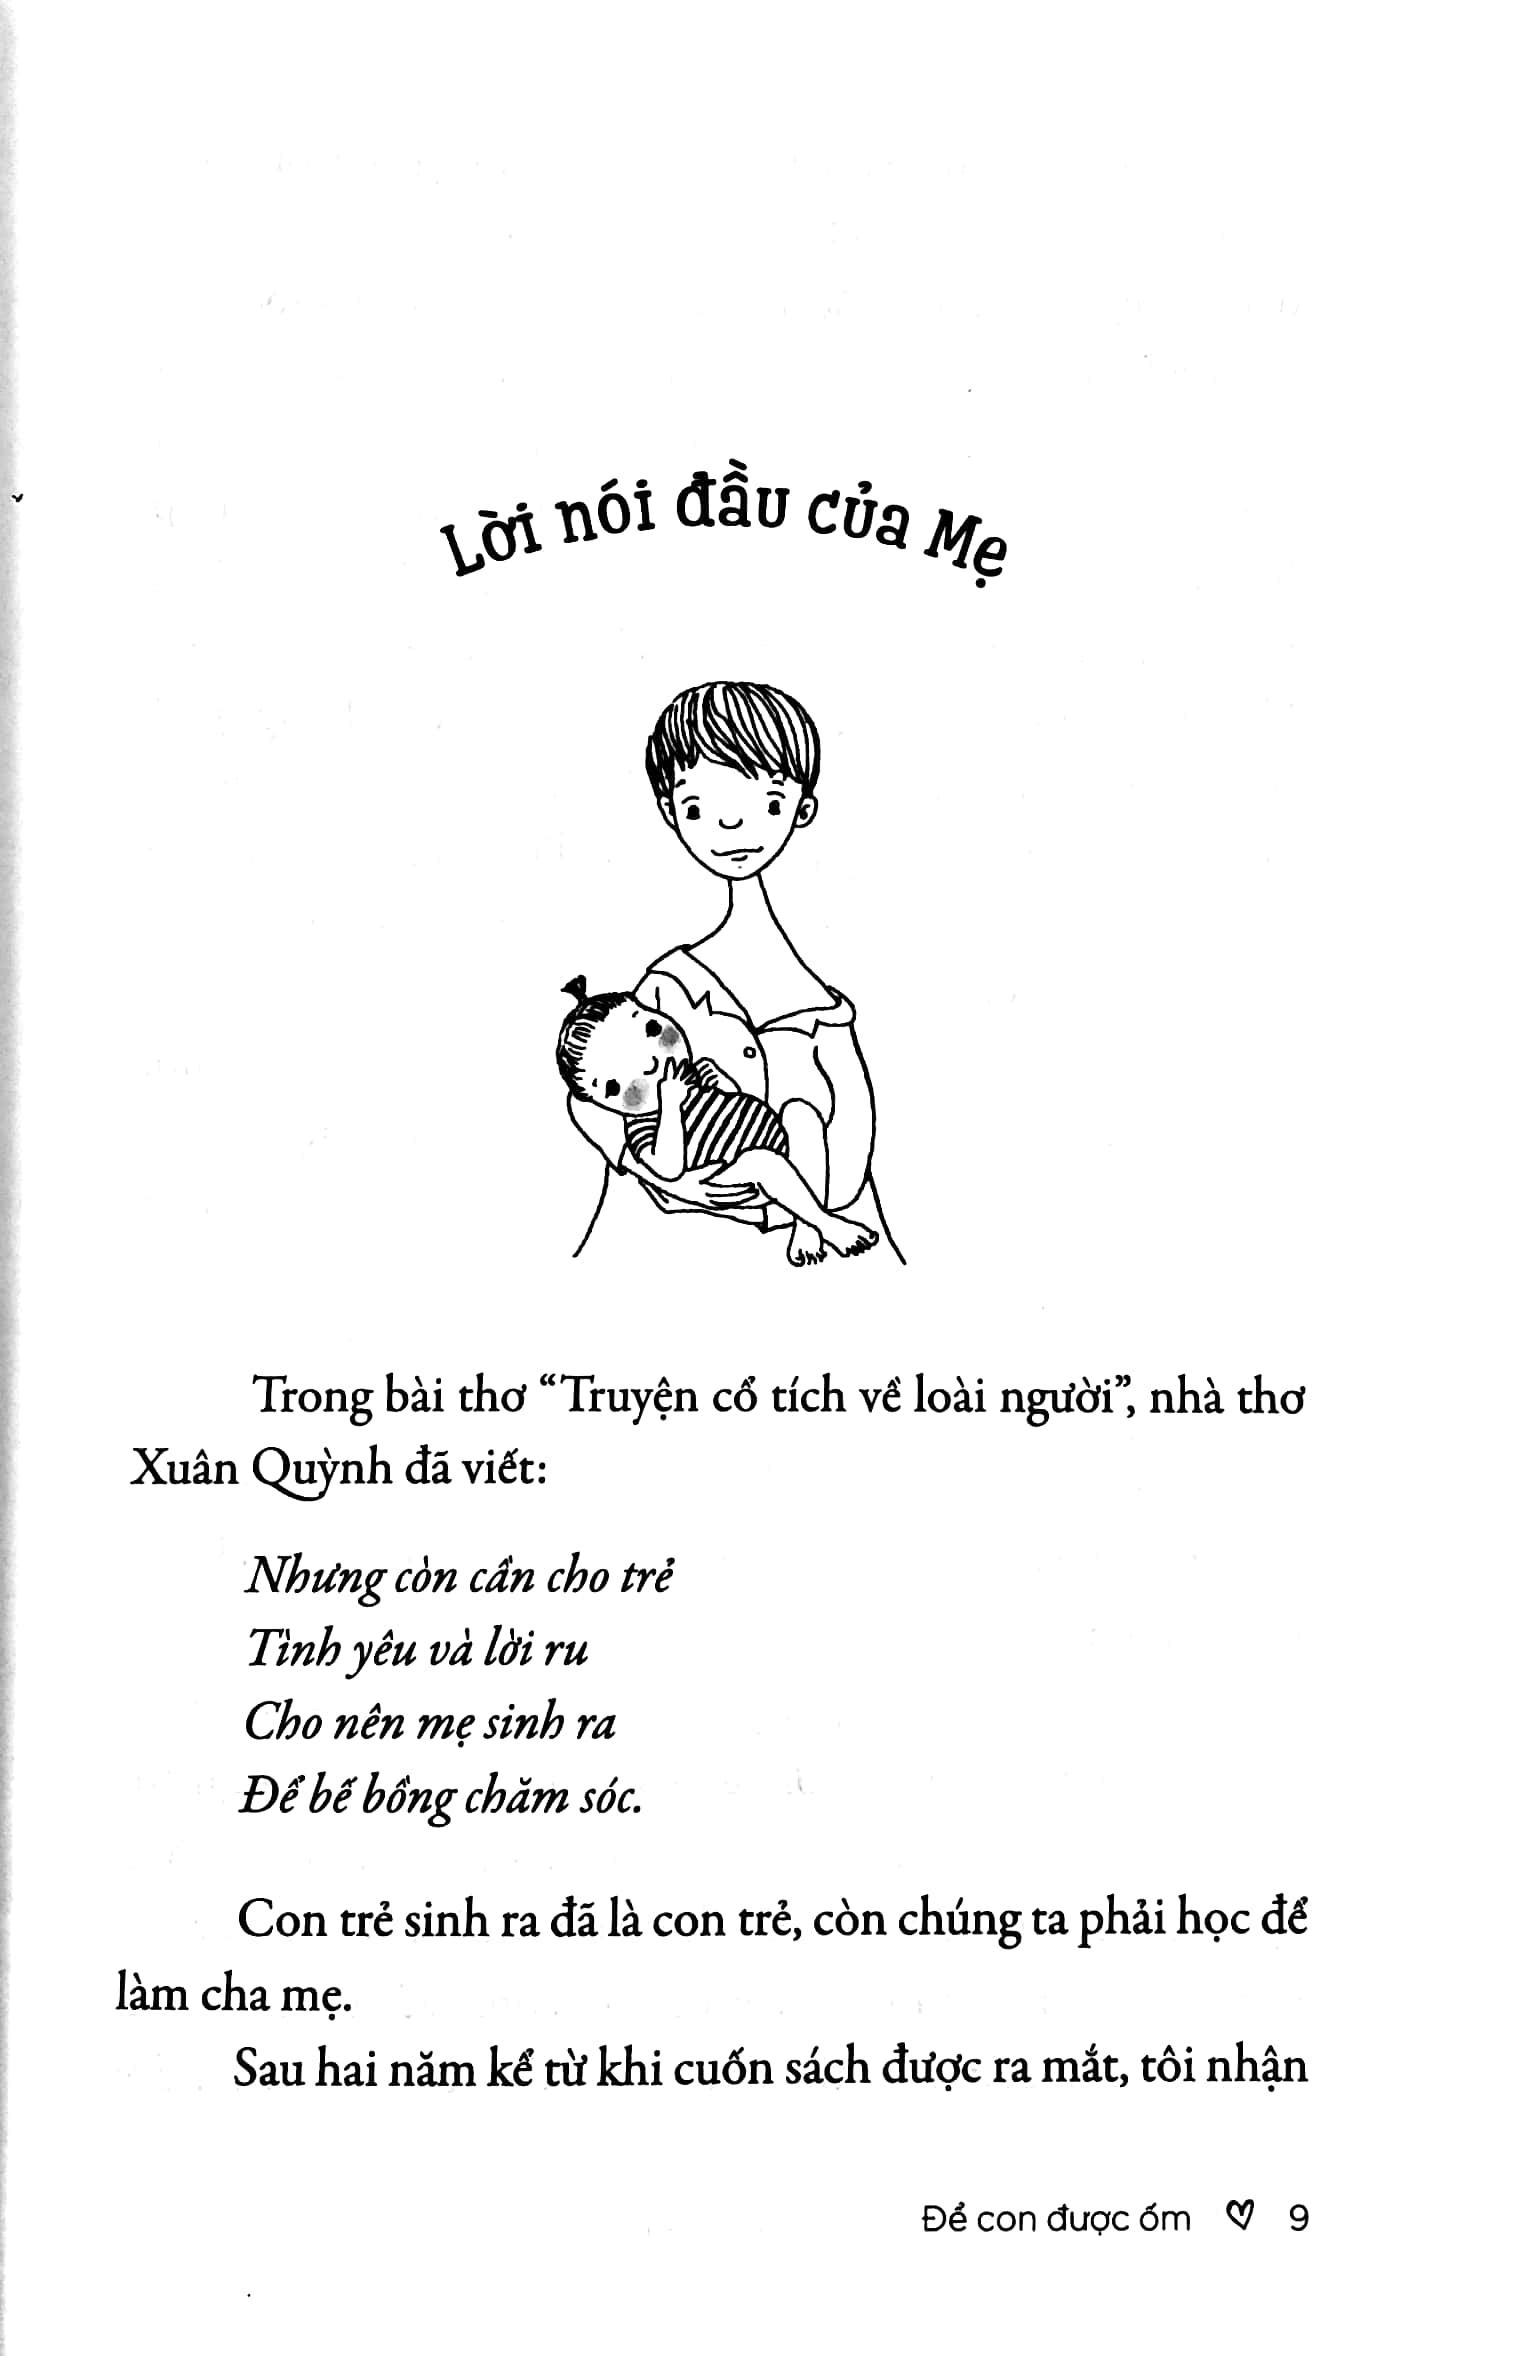 Lời nói đầu của Mẹ
Trong bài thơ “Truyện cổ tích về loài người”, nhà thơ
Xuân Quỳnh đã viết:
Nhưng còn cần cho trẻ
Tình yêu và lời ru
Cho nên mẹ sinh ra
Để bế bồng chăm sóc.
Con trẻ sinh ra đã là con trẻ, còn chúng ta phải học để
làm cha mẹ.
Sau hai năm kể từ khi cuốn sách được ra mắt, tôi nhận
Để con được ốm ♡ 9